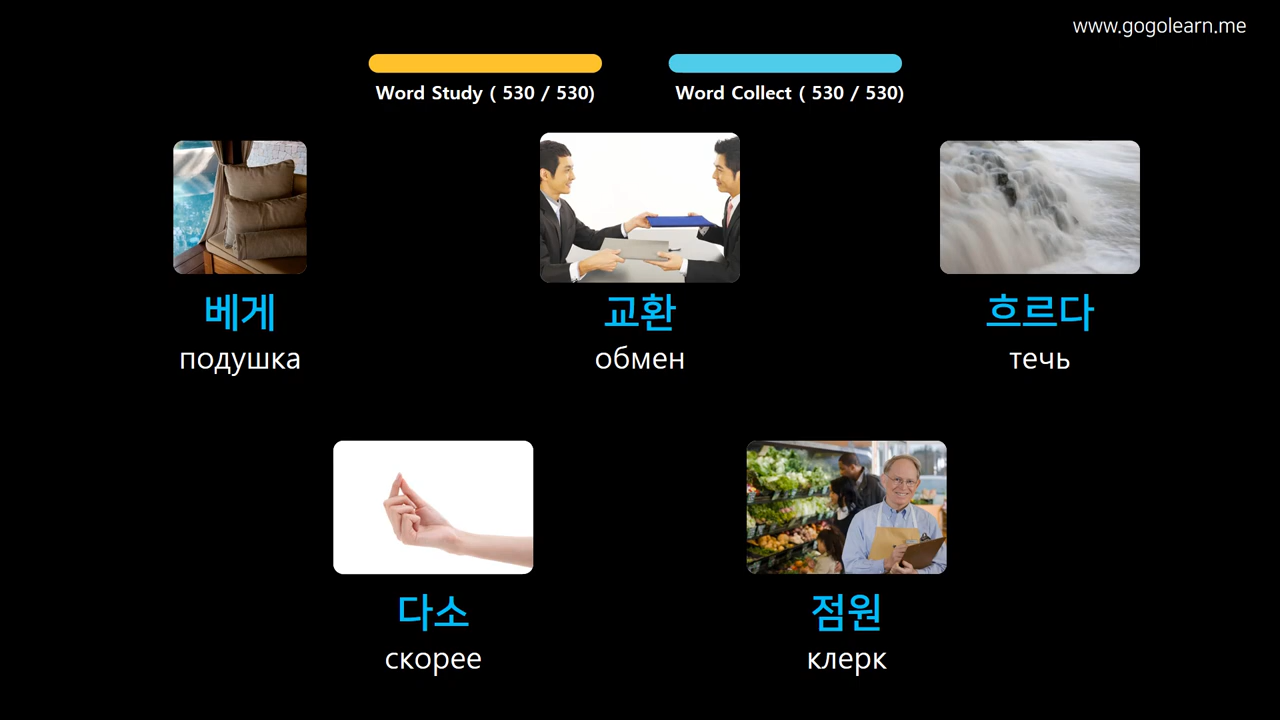 www.gogolearn.me
Word Study ( 530 / 530)
Word Collect ( 530 / 530)
베게
подушка
교환
обмен
흐르다
течь
다소
скорее
점원
клерк